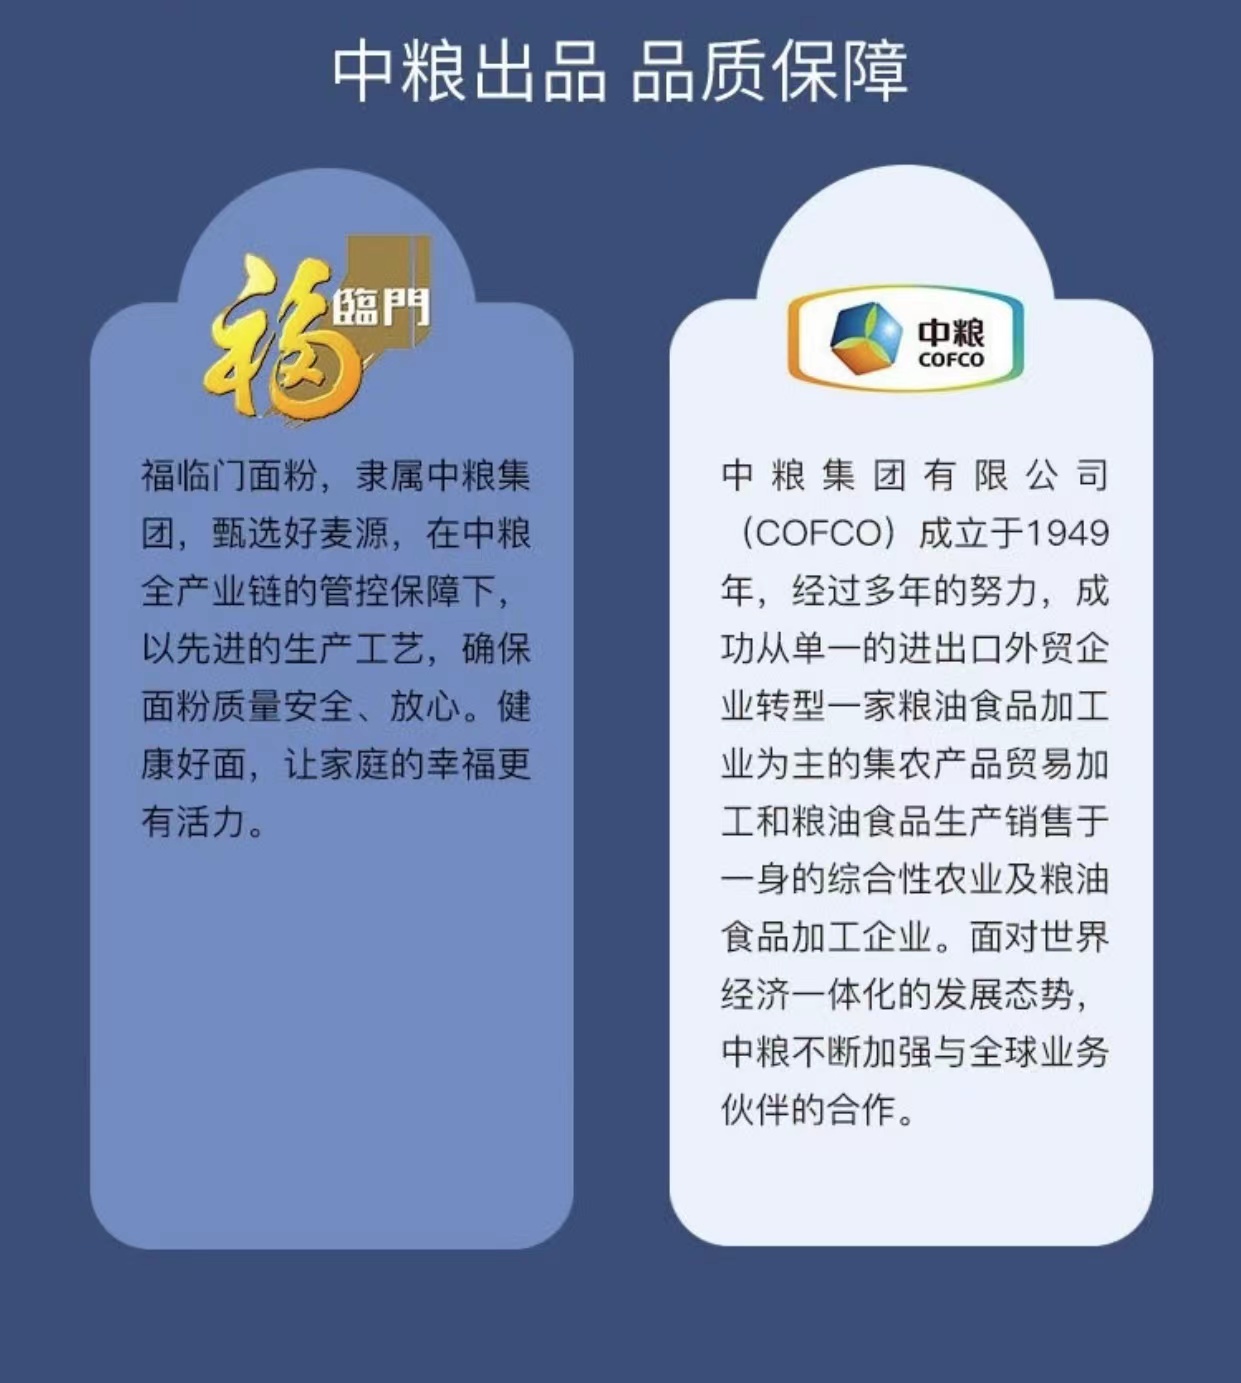 中粮出品 品质保障
福臨門
福临门面粉，隶属中粮集
团，甄选好麦源，在中粮
全产业链的管控保障下，
以先进的生产工艺，确保
面粉质量安全、放心。健
康好面，让家庭的幸福更
有活力。
中粮
COFCO
中粮集团有限公司
（COFCO）成立于1949
年，经过多年的努力，成
功从单一的进出口外贸企
业转型一家粮油食品加工
业为主的集农产品贸易加
工和粮油食品生产销售于
一身的综合性农业及粮油
食品加工企业。面对世界
经济一体化的发展态势，
中粮不断加强与全球业务
伙伴的合作。